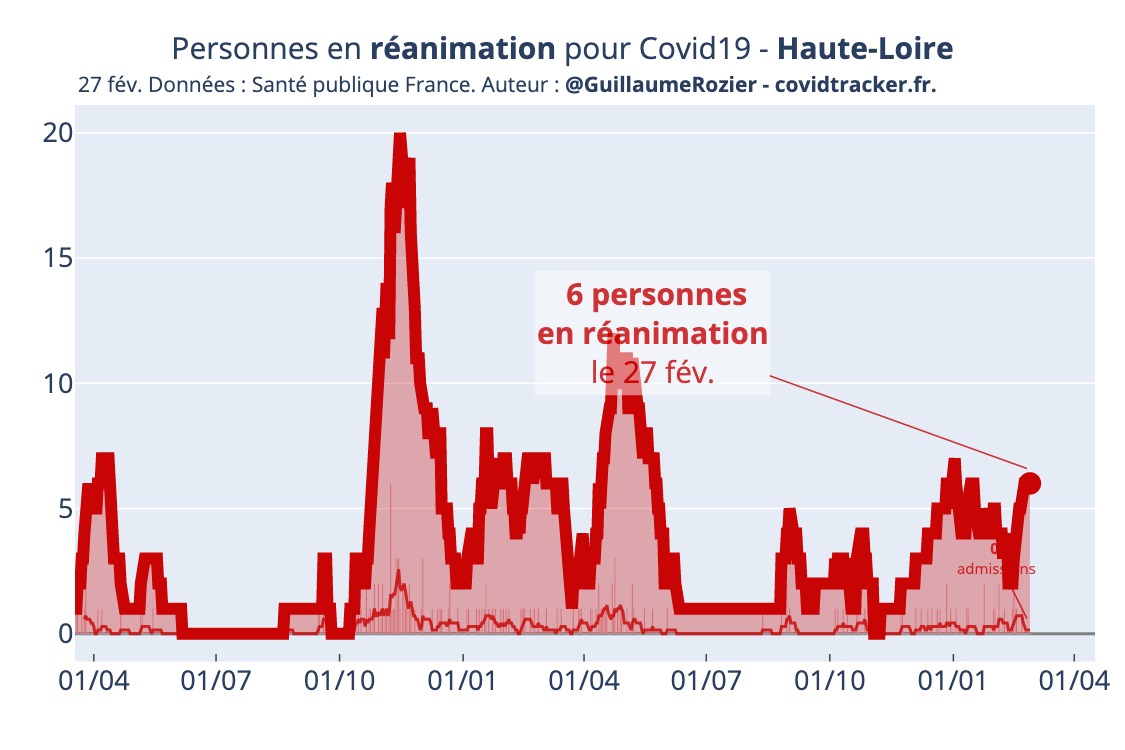 Personnes en réanimation pour Covid19 - Haute-Loire
27 fév. Données : Santé publique France. Auteur : @GuillaumeRozier - covidtracker.fr.
20
15
10
5
0
6 personnes
en réanimation
le 27 fév.
0
admissions
01/04 01/07 01/10 01/01 01/04 01/07 01/10 01/01 01/04